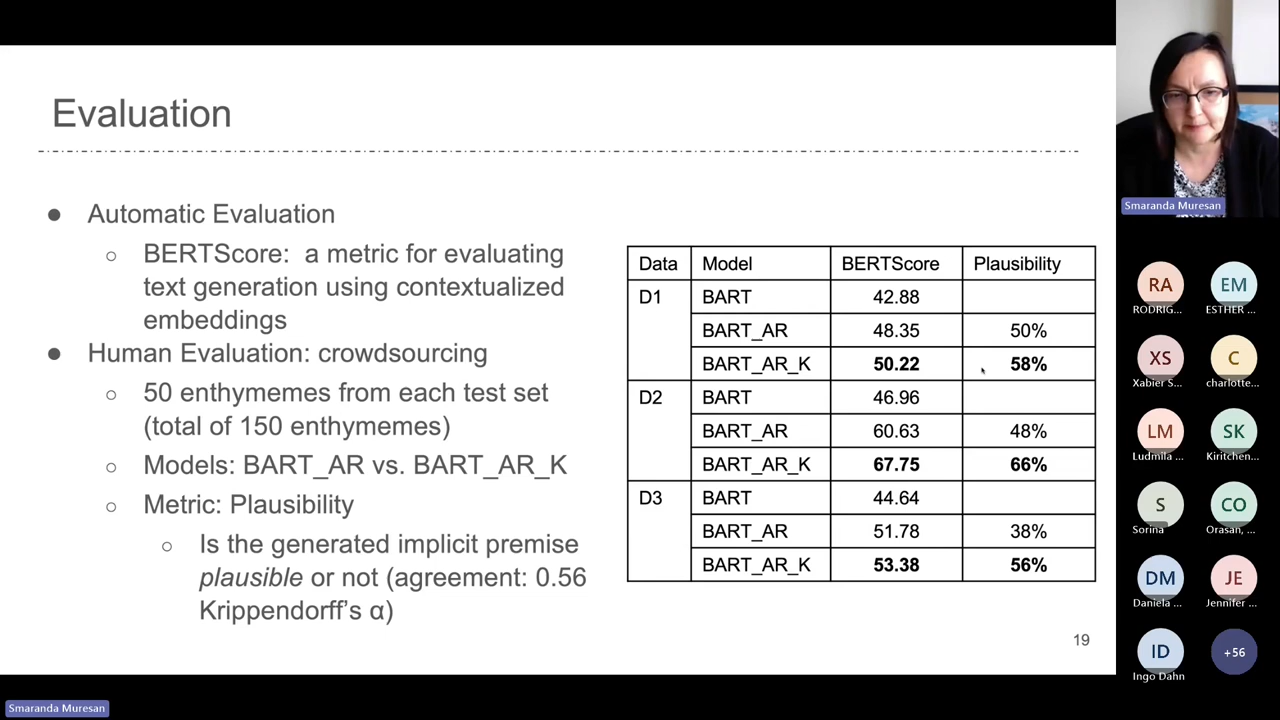 Evaluation
● Automatic Evaluation
○ BERTScore: a metric for evaluating
text generation using contextualized
embeddings
● Human Evaluation: crowdsourcing
○ 50 enthymemes from each test set
(total of 150 enthymemes)
○ Models: BART_AR vs. BART_AR_K
○ Metric: Plausibility
○ Is the generated implicit premise
plausible or not (agreement: 0.56
Krippendorff's α)
Data Model BERTScore Plausibility
D1 BART 42.88
BART_AR 48.35 50%
BART_AR_K 50.22 58%
D2 BART 46.96
BART_AR 60.63 48%
BART_AR_K 67.75 66%
D3 BART 44.64
BART_AR 51.78 38%
BART_AR_K 53.38 56%
19
Smaranda Muresan
RA EM
RODRIG... ESTHER ...
XS C
Xabier S... charlotte...
LM SK
Ludmila ... Kiritchen...
S CO
Sorina Orasan, ...
DM JE
Daniela ... Jennifer ...
ID +56
Ingo Dahn
Smaranda Muresan